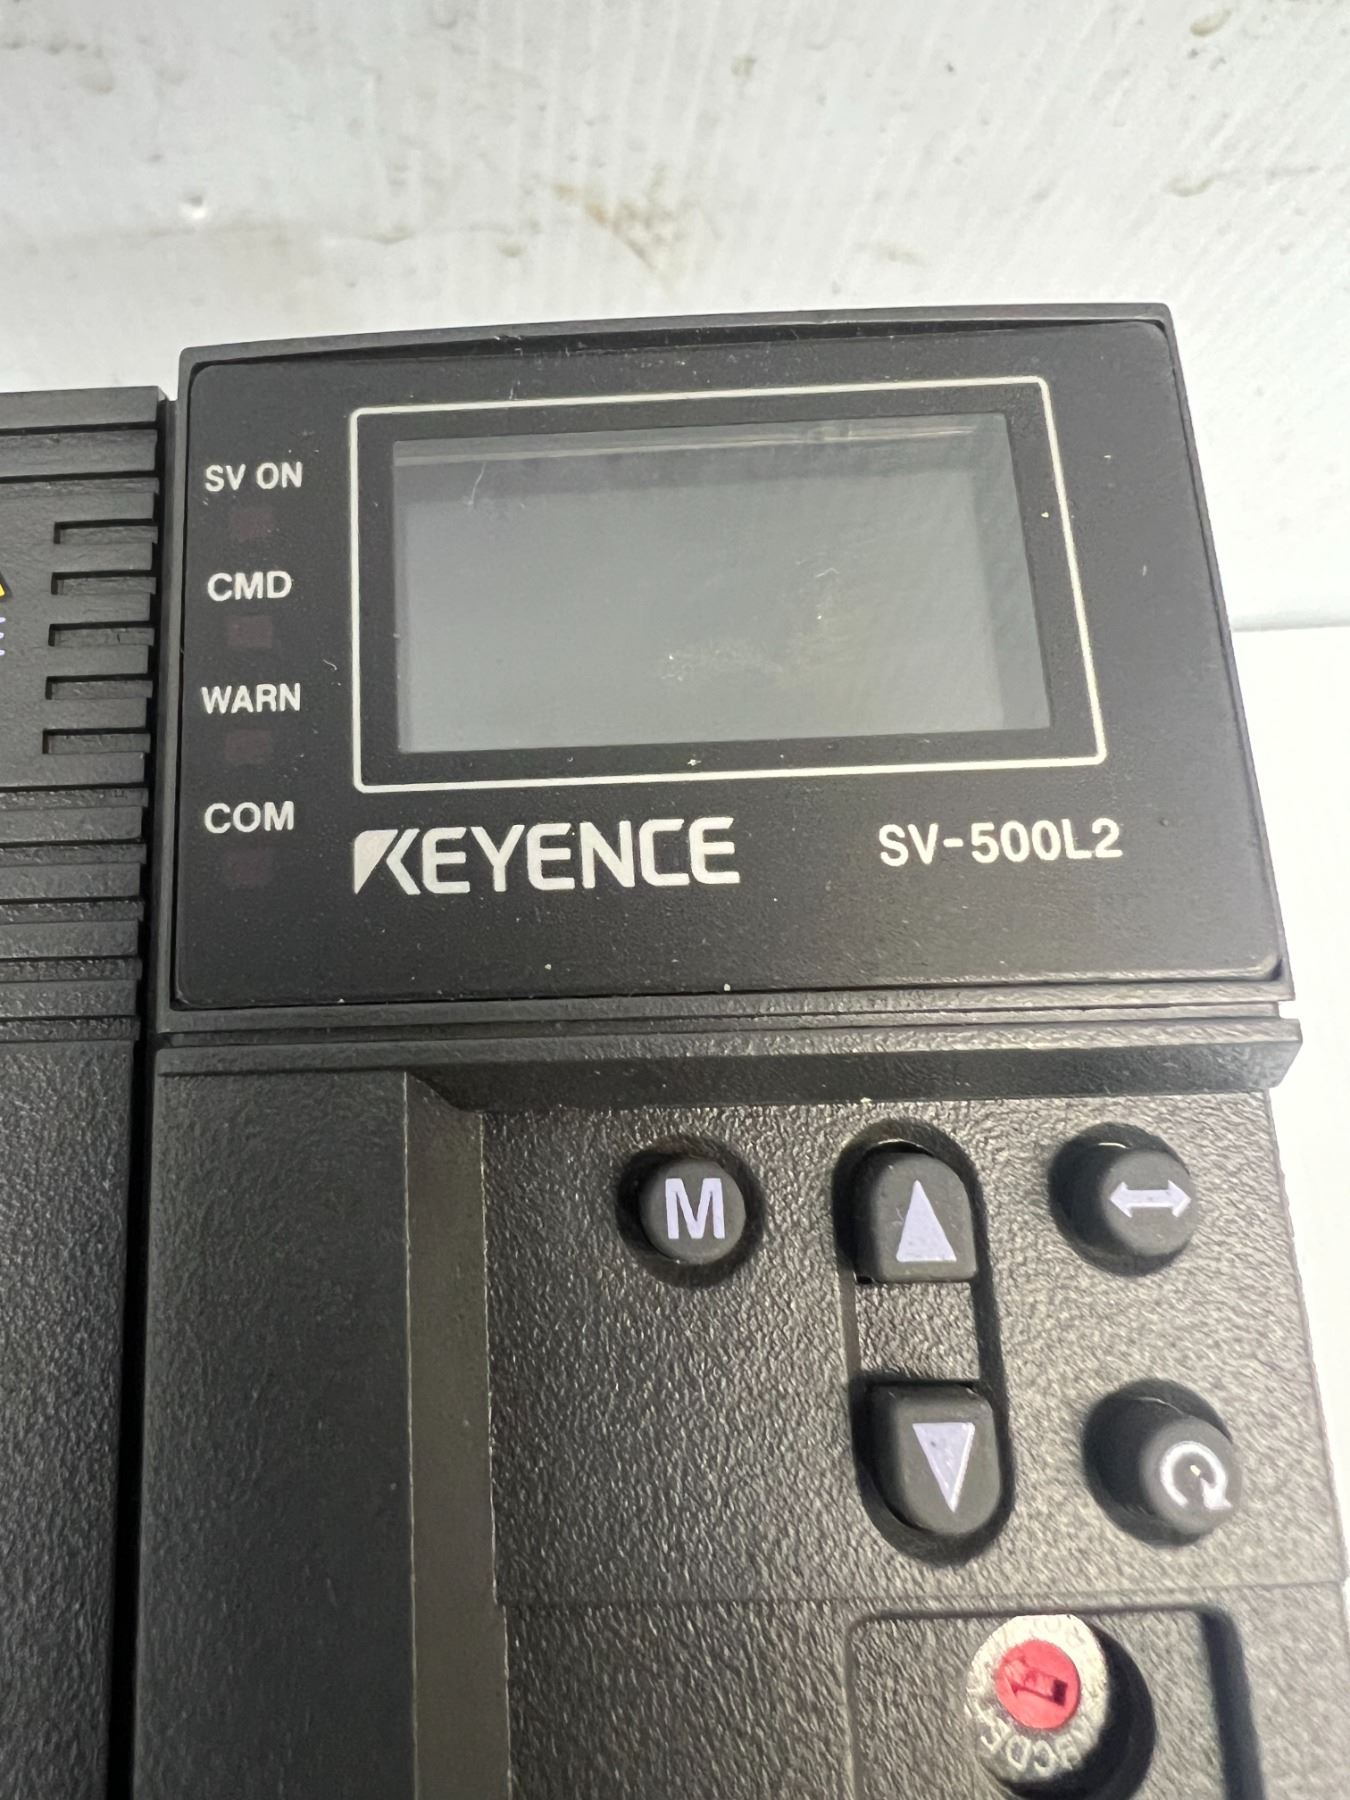 SV ON
CMD
WARN
COM
KEYENCE
SV-500L2
M